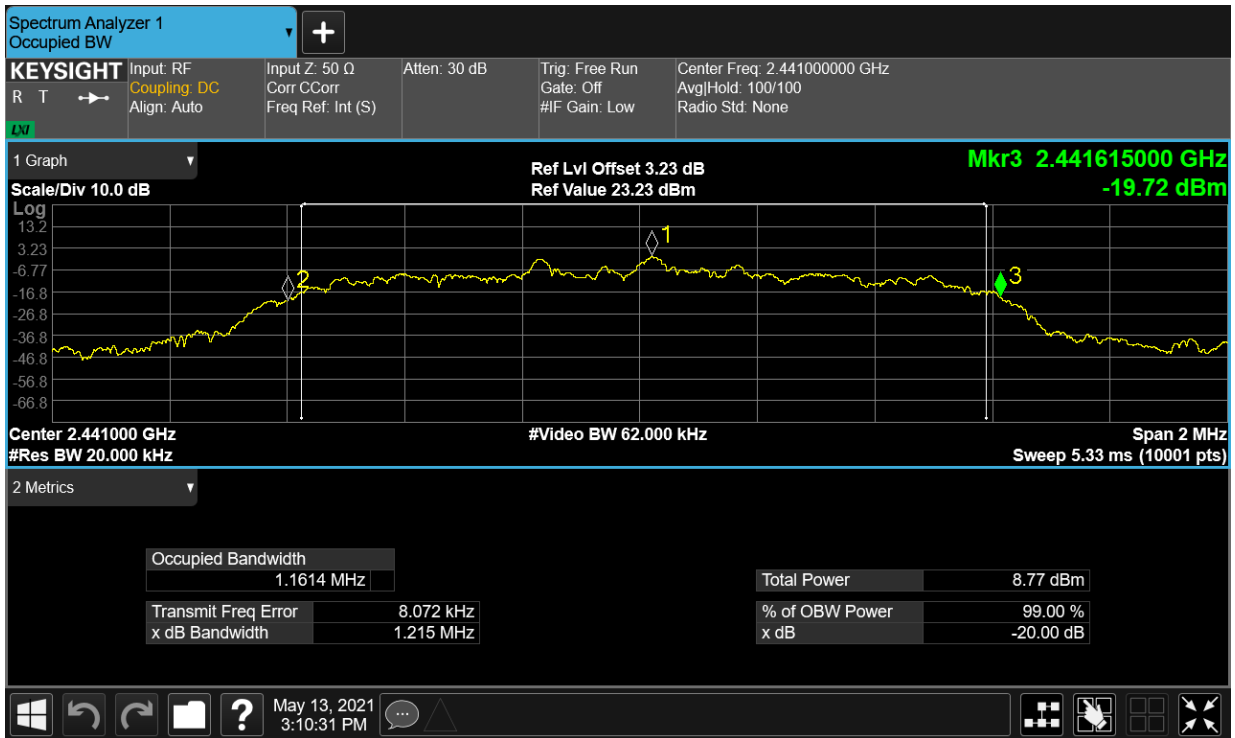 Spectrum Analyzer 1
Occupied BW
KEYSIGHT
R T
LXI
Input: RF
Coupling: DC
Align: Auto
Input Z: 50 Ω
Corr CCorr
Freq Ref: Int (S)
Atten: 30 dB
Trig: Free Run
Gate: Off
#IF Gain: Low
Center Freq: 2.441000000 GHz
Avg|Hold: 100/100
Radio Std: None
1 Graph
Scale/Div 10.0 dB
Ref Lvl Offset 3.23 dB
Ref Value 23.23 dBm
Mkr3 2.441615000 GHz
-19.72 dBm
Log
13.2
3.23
-6.77
-16.8
-26.8
-36.8
-46.8
-56.8
-66.8
1
2
3
Center 2.441000 GHz
#Video BW 62.000 kHz
Span 2 MHz
#Res BW 20.000 kHz
Sweep 5.33 ms (10001 pts)
2 Metrics
Occupied Bandwidth
1.1614 MHz
Total Power 8.77 dBm
Transmit Freq Error 8.072 kHz
% of OBW Power 99.00 %
x dB Bandwidth 1.215 MHz
x dB -20.00 dB
?
May 13, 2021
3:10:31 PM